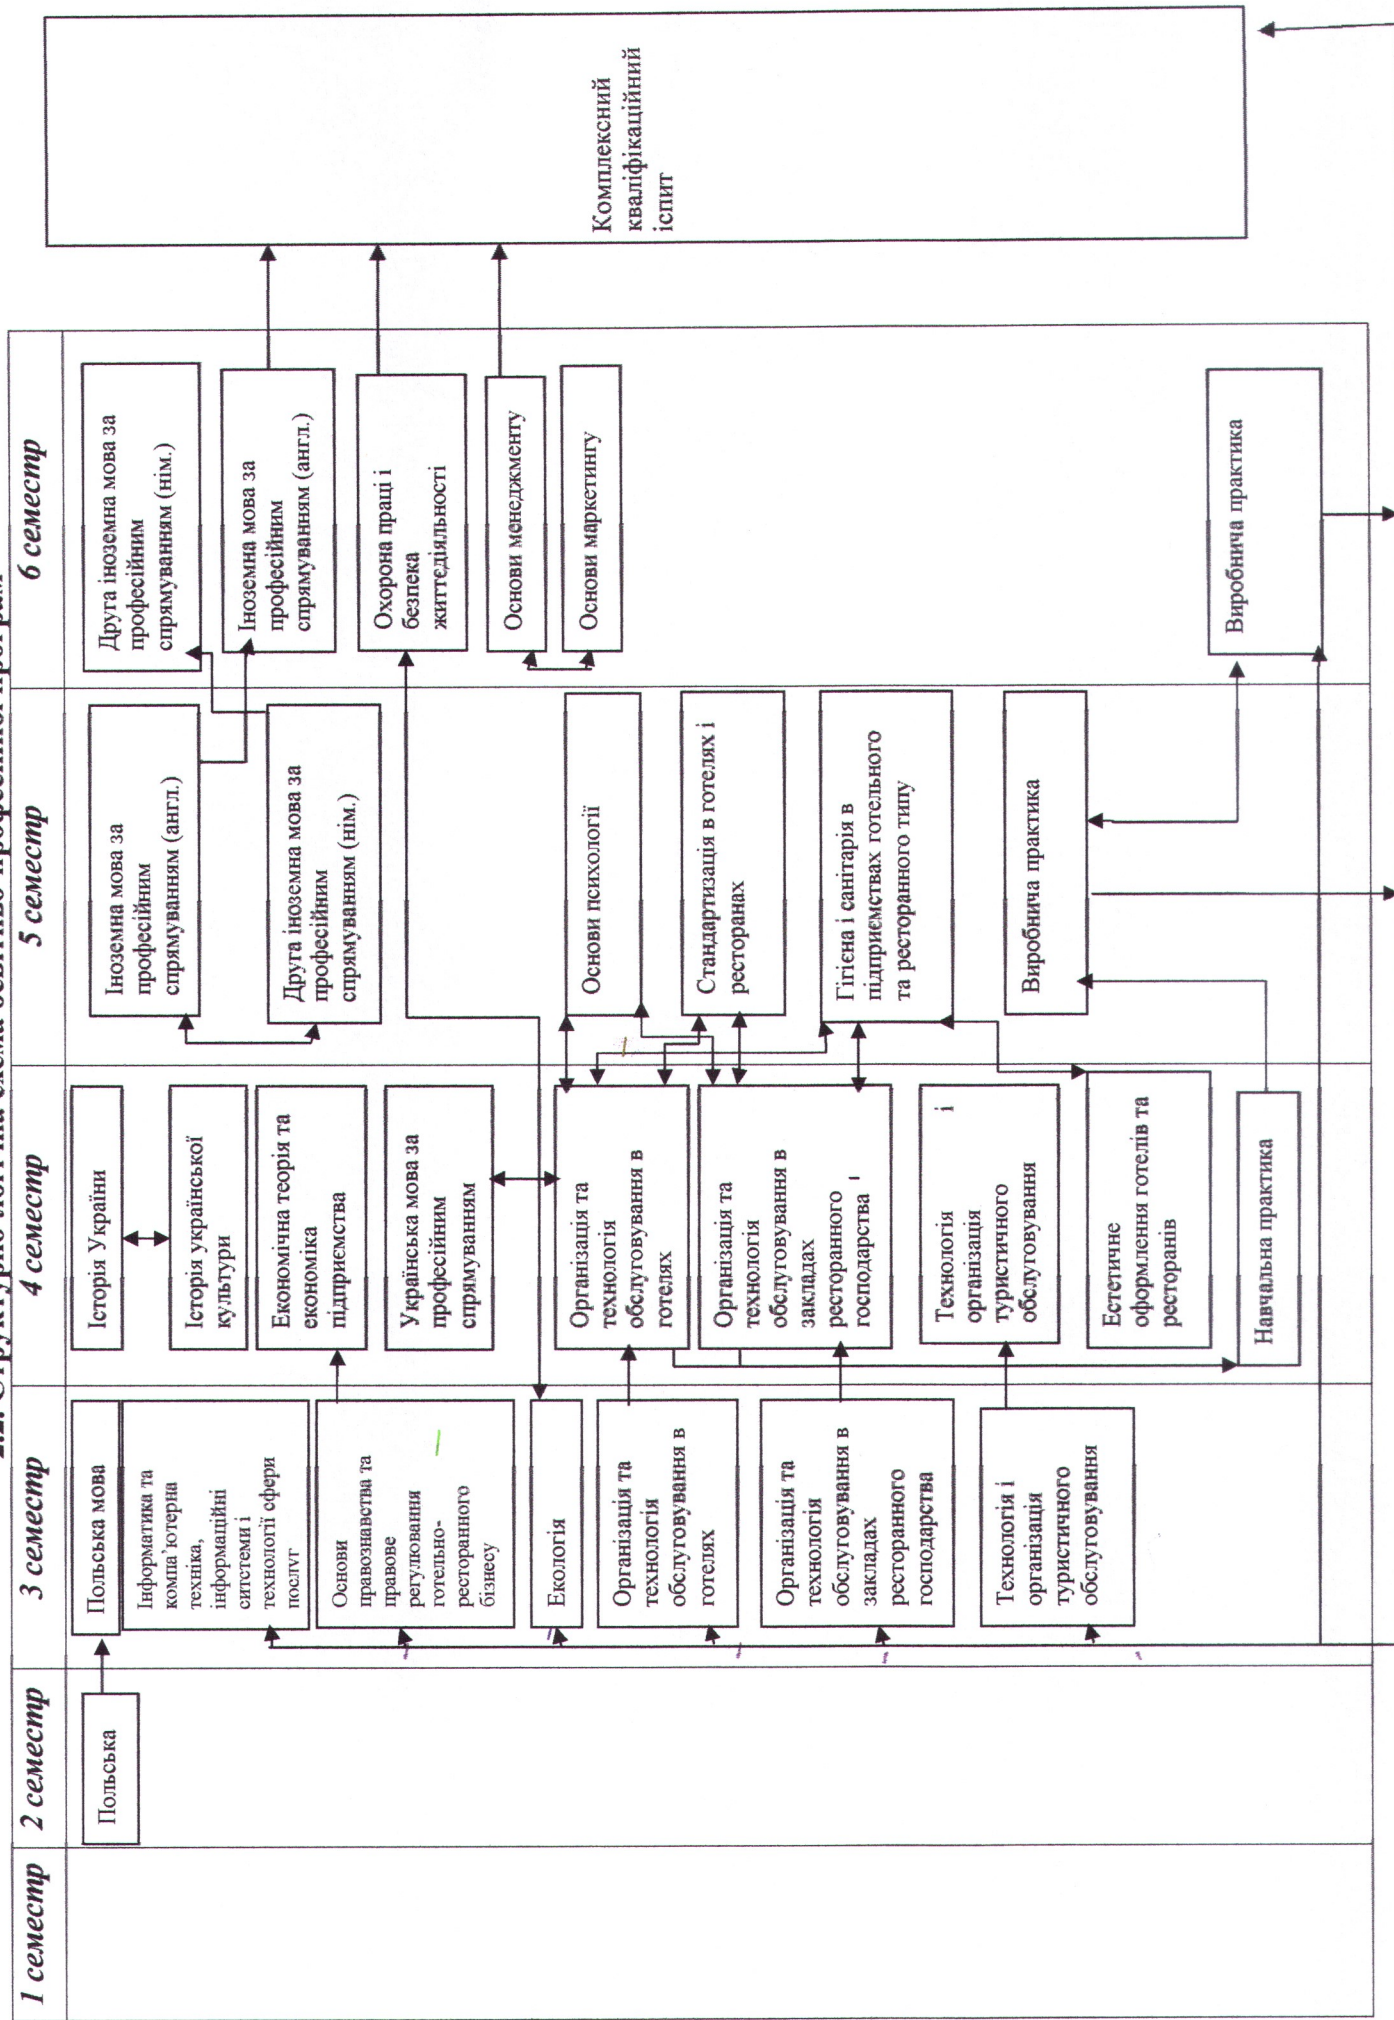 2.2. Структурно-логічна схема освітньо-професійної програм
1 семестр
2 семестр
3 семестр
4 семестр
5 семестр
6 семестр
Польська
Польська мова
Інформатика та
компа’ютерна
техніка,
інформаційні
ситстеми і
технології сфери
послуг
Основи
правознавства та
правове
регулювання
готельно-
ресторанного
бізнесу
Екологія
Організація та
технологія
обслуговування в
готелях
Організація та
технологія
обслуговування в
закладах
ресторанного
господарства
Технологія і
організація
туристичного
обслуговування
Історія України
Історія української
культури
Економічна теорія та
економіка
підприємства
Українська мова за
професійним
спрямуванням
Організація та
технологія
обслуговування в
готелях
Організація та
технологія
обслуговування в
закладах
ресторанного
господарства
Технологія і
організація
туристичного
обслуговування
Естетичне
оформлення готелів та
ресторанів
Навчальна практика
Іноземна мова за
професійним
спрямуванням (англ.)
Друга іноземна мова за
професійним
спрямуванням (нім.)
Основи психології
Стандартизація в готелях і
ресторанах
Гігієна і санітарія в
підприємствах готельного
та ресторанного типу
Виробнича практика
Друга іноземна мова за
професійним
спрямуванням (нім.)
Іноземна мова за
професійним
спрямуванням (англ.)
Охорона праці і
безпека
життєдіяльності
Основи менеджменту
Основи маркетингу
Виробнича практика
Комплексний
кваліфікаційний
іспит